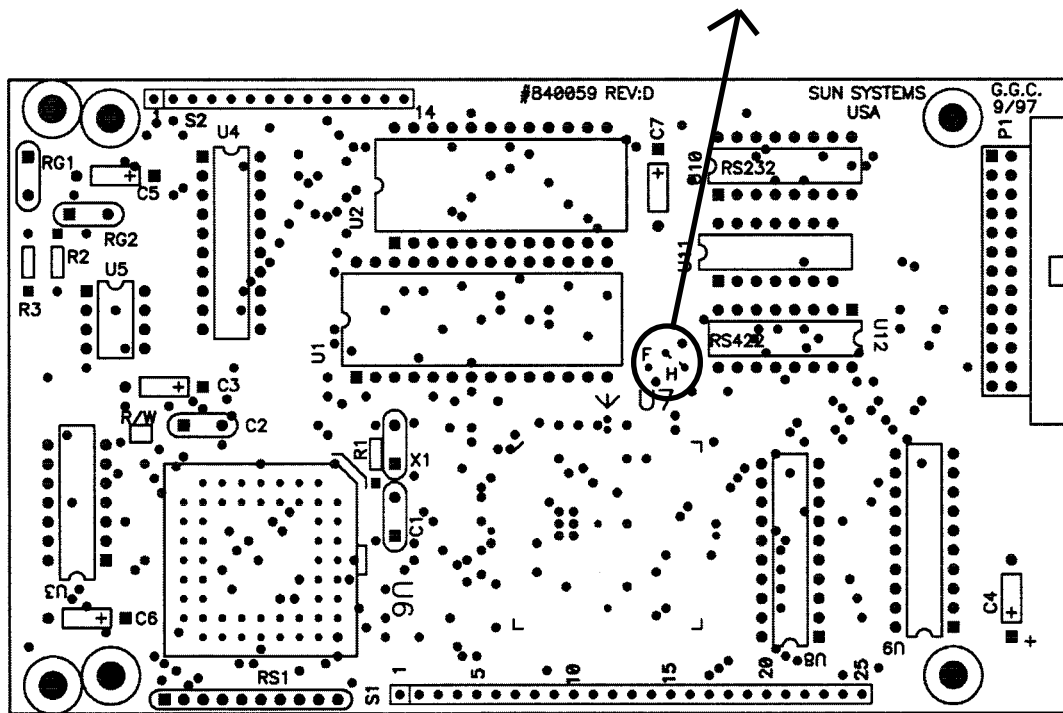 #840059 REV:D
SUN SYSTEMS
USA
G.G.C.
9/97
P1
1
S2
14
U4
C7
U10
RS232
RG1
C5
U2
RG2
R2
U5
U11
R3
U1
RS422
U12
F
H
U7
C3
R/W
C2
R1
X1
C1
U3
U6
C6
C4
+
U8
U9
RS1
S1
1
5
10
15
20
25